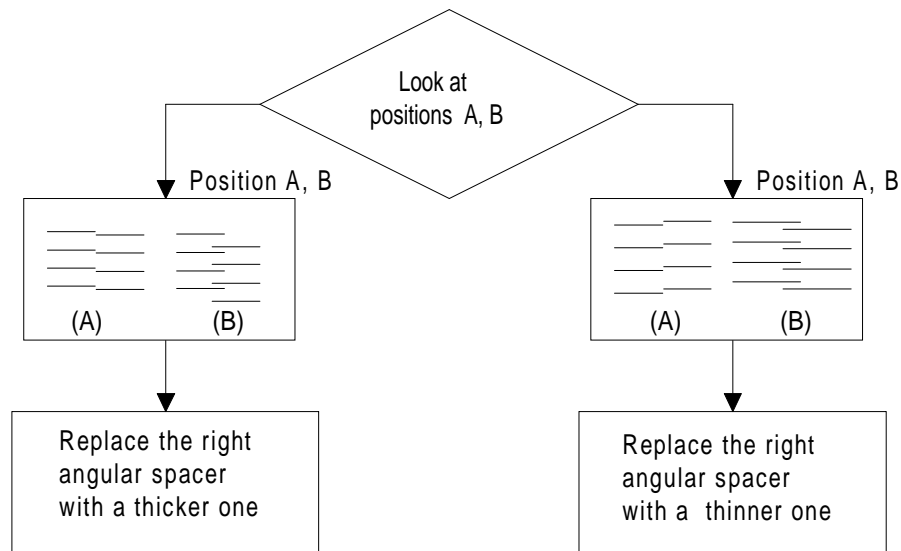 Look at
positions A, B
Position A, B
Position A, B
(A)
(B)
(A)
(B)
Replace the right
angular spacer
with a thicker one
Replace the right
angular spacer
with a thinner one